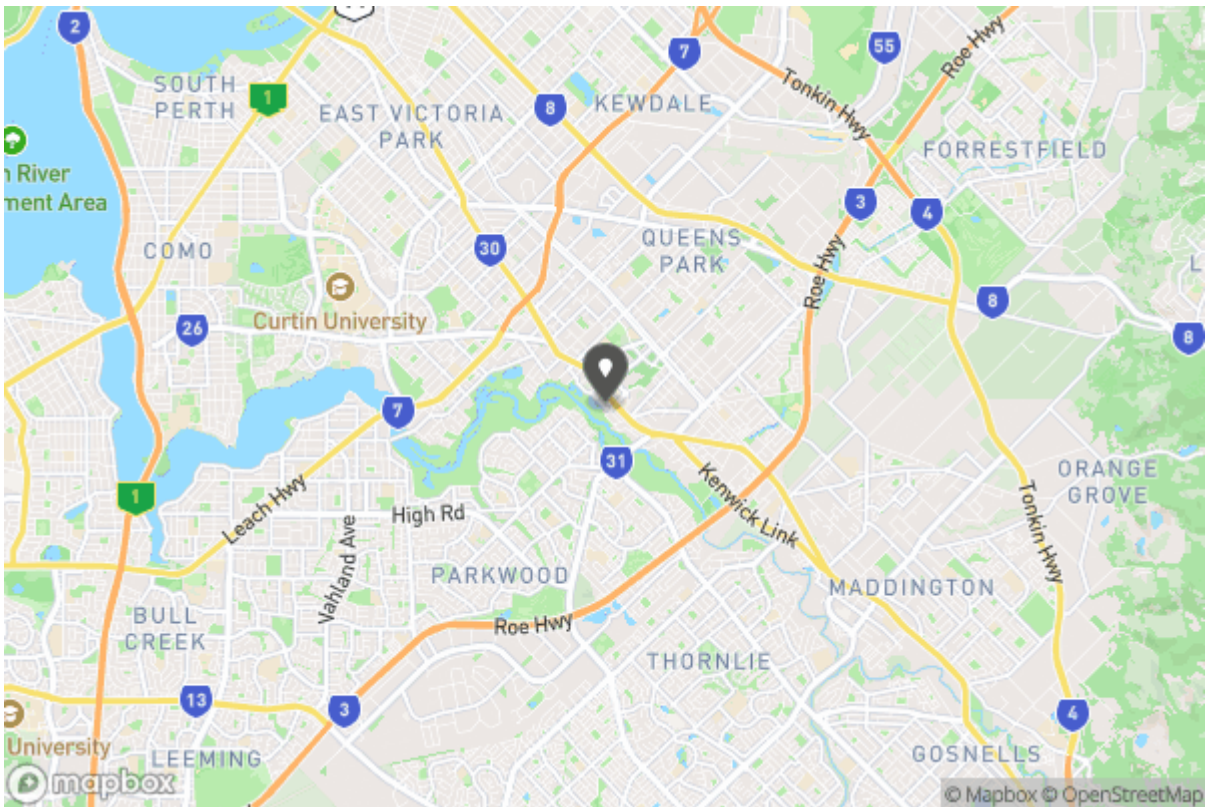 2
SOUTH
PERTH
1
EAST VICTORIA
PARK
7
8
KEWDALE
55
Roe Hwy
Tonkin Hwy
FORRESTFIELD
n River
ment Area
3
4
COMO
30
QUEENS
PARK
Roe Hwy
L
8
8
26
Curtin University
7
31
ORANGE
GROVE
1
Leach Hwy
High Rd
Kenwick Link
Tonkin Hwy
Vahland Ave
PARKWOOD
MADDINGTON
BULL
CREEK
Roe Hwy
THORNLIE
13
3
4
University
LEEMING
GOSNELLS
mapbox
© Mapbox © OpenStreetMap